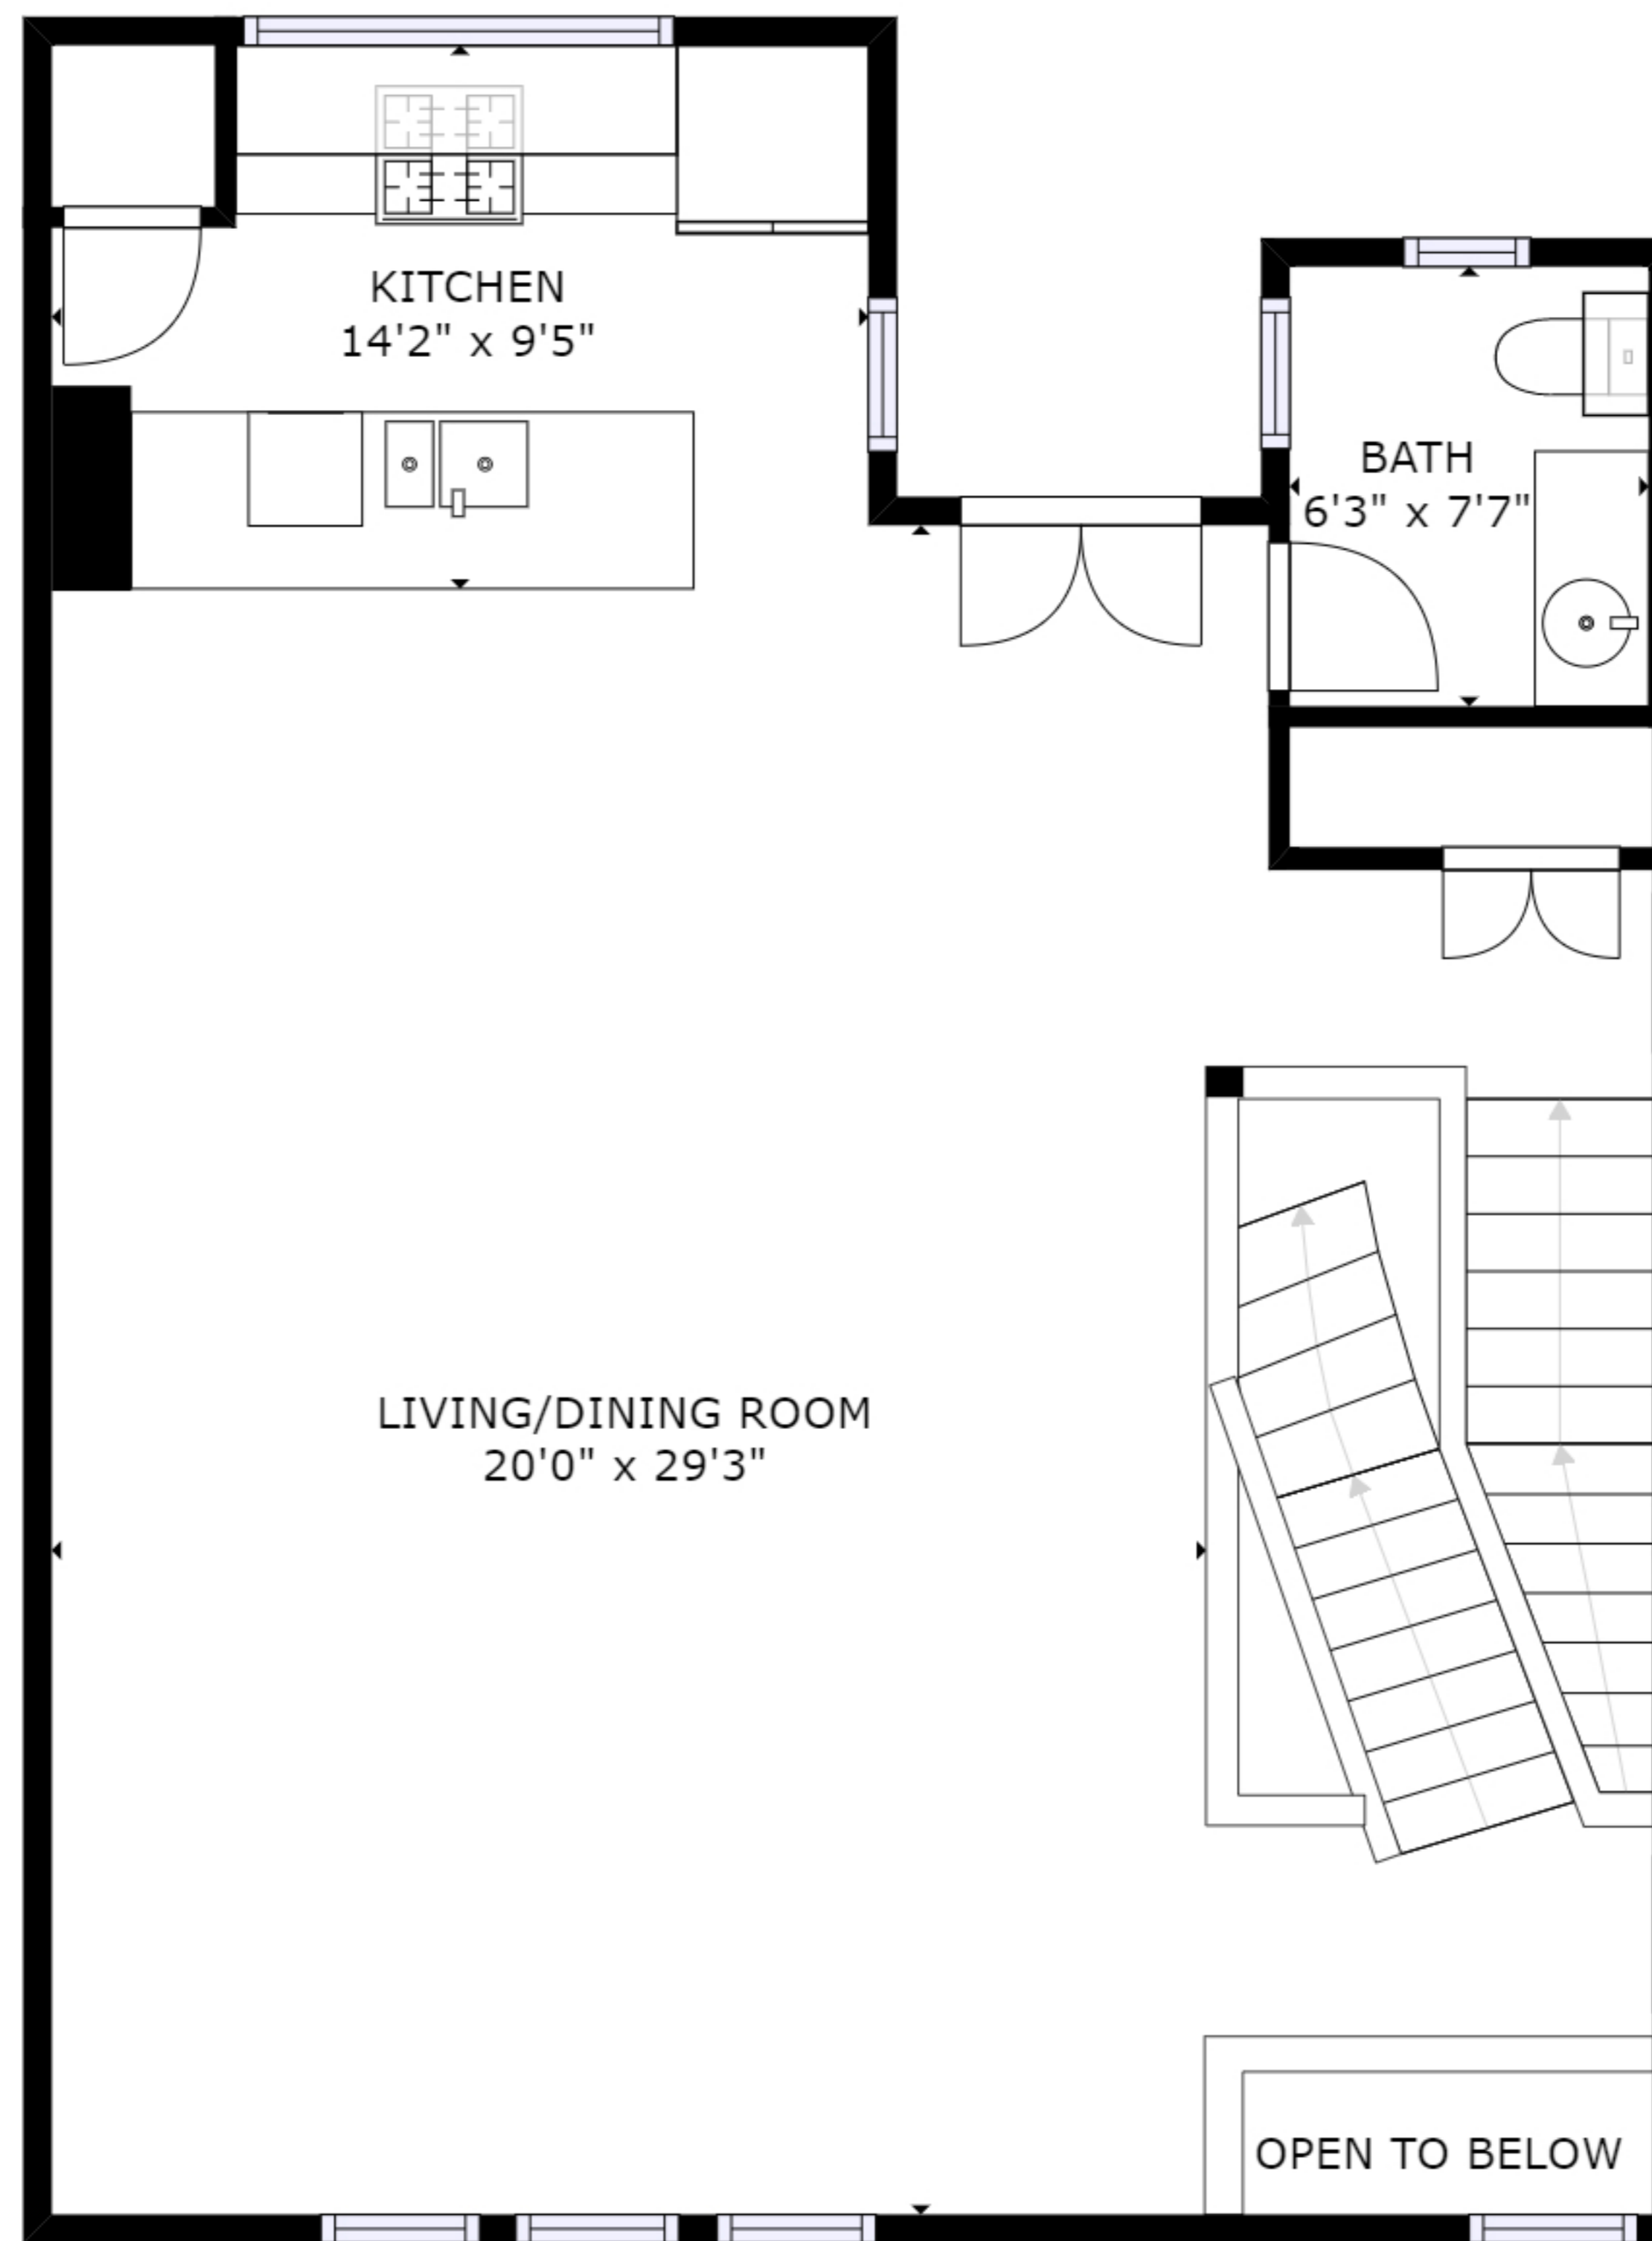 KITCHEN
14'2" x 9'5"
BATH
6'3" x 7'7"
LIVING/DINING ROOM
20'0" x 29'3"
OPEN TO BELOW